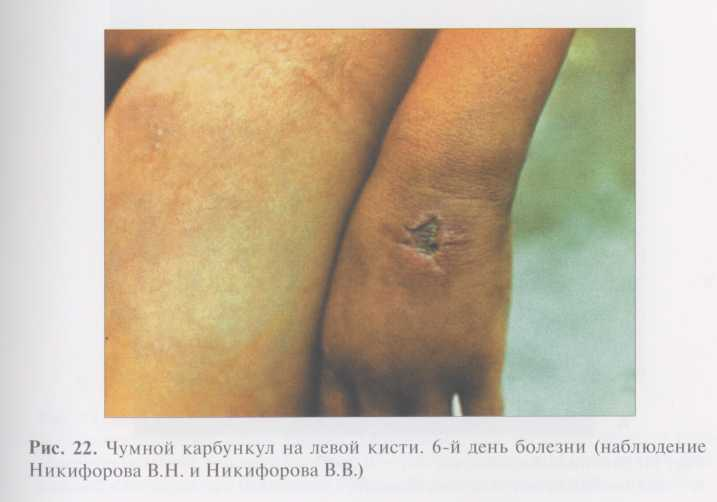 Рис. 22. Чумной карбункул на левой кисти. 6-й день болезни (наблюдение
Никифорова В.Н. и Никифорова В.В.)